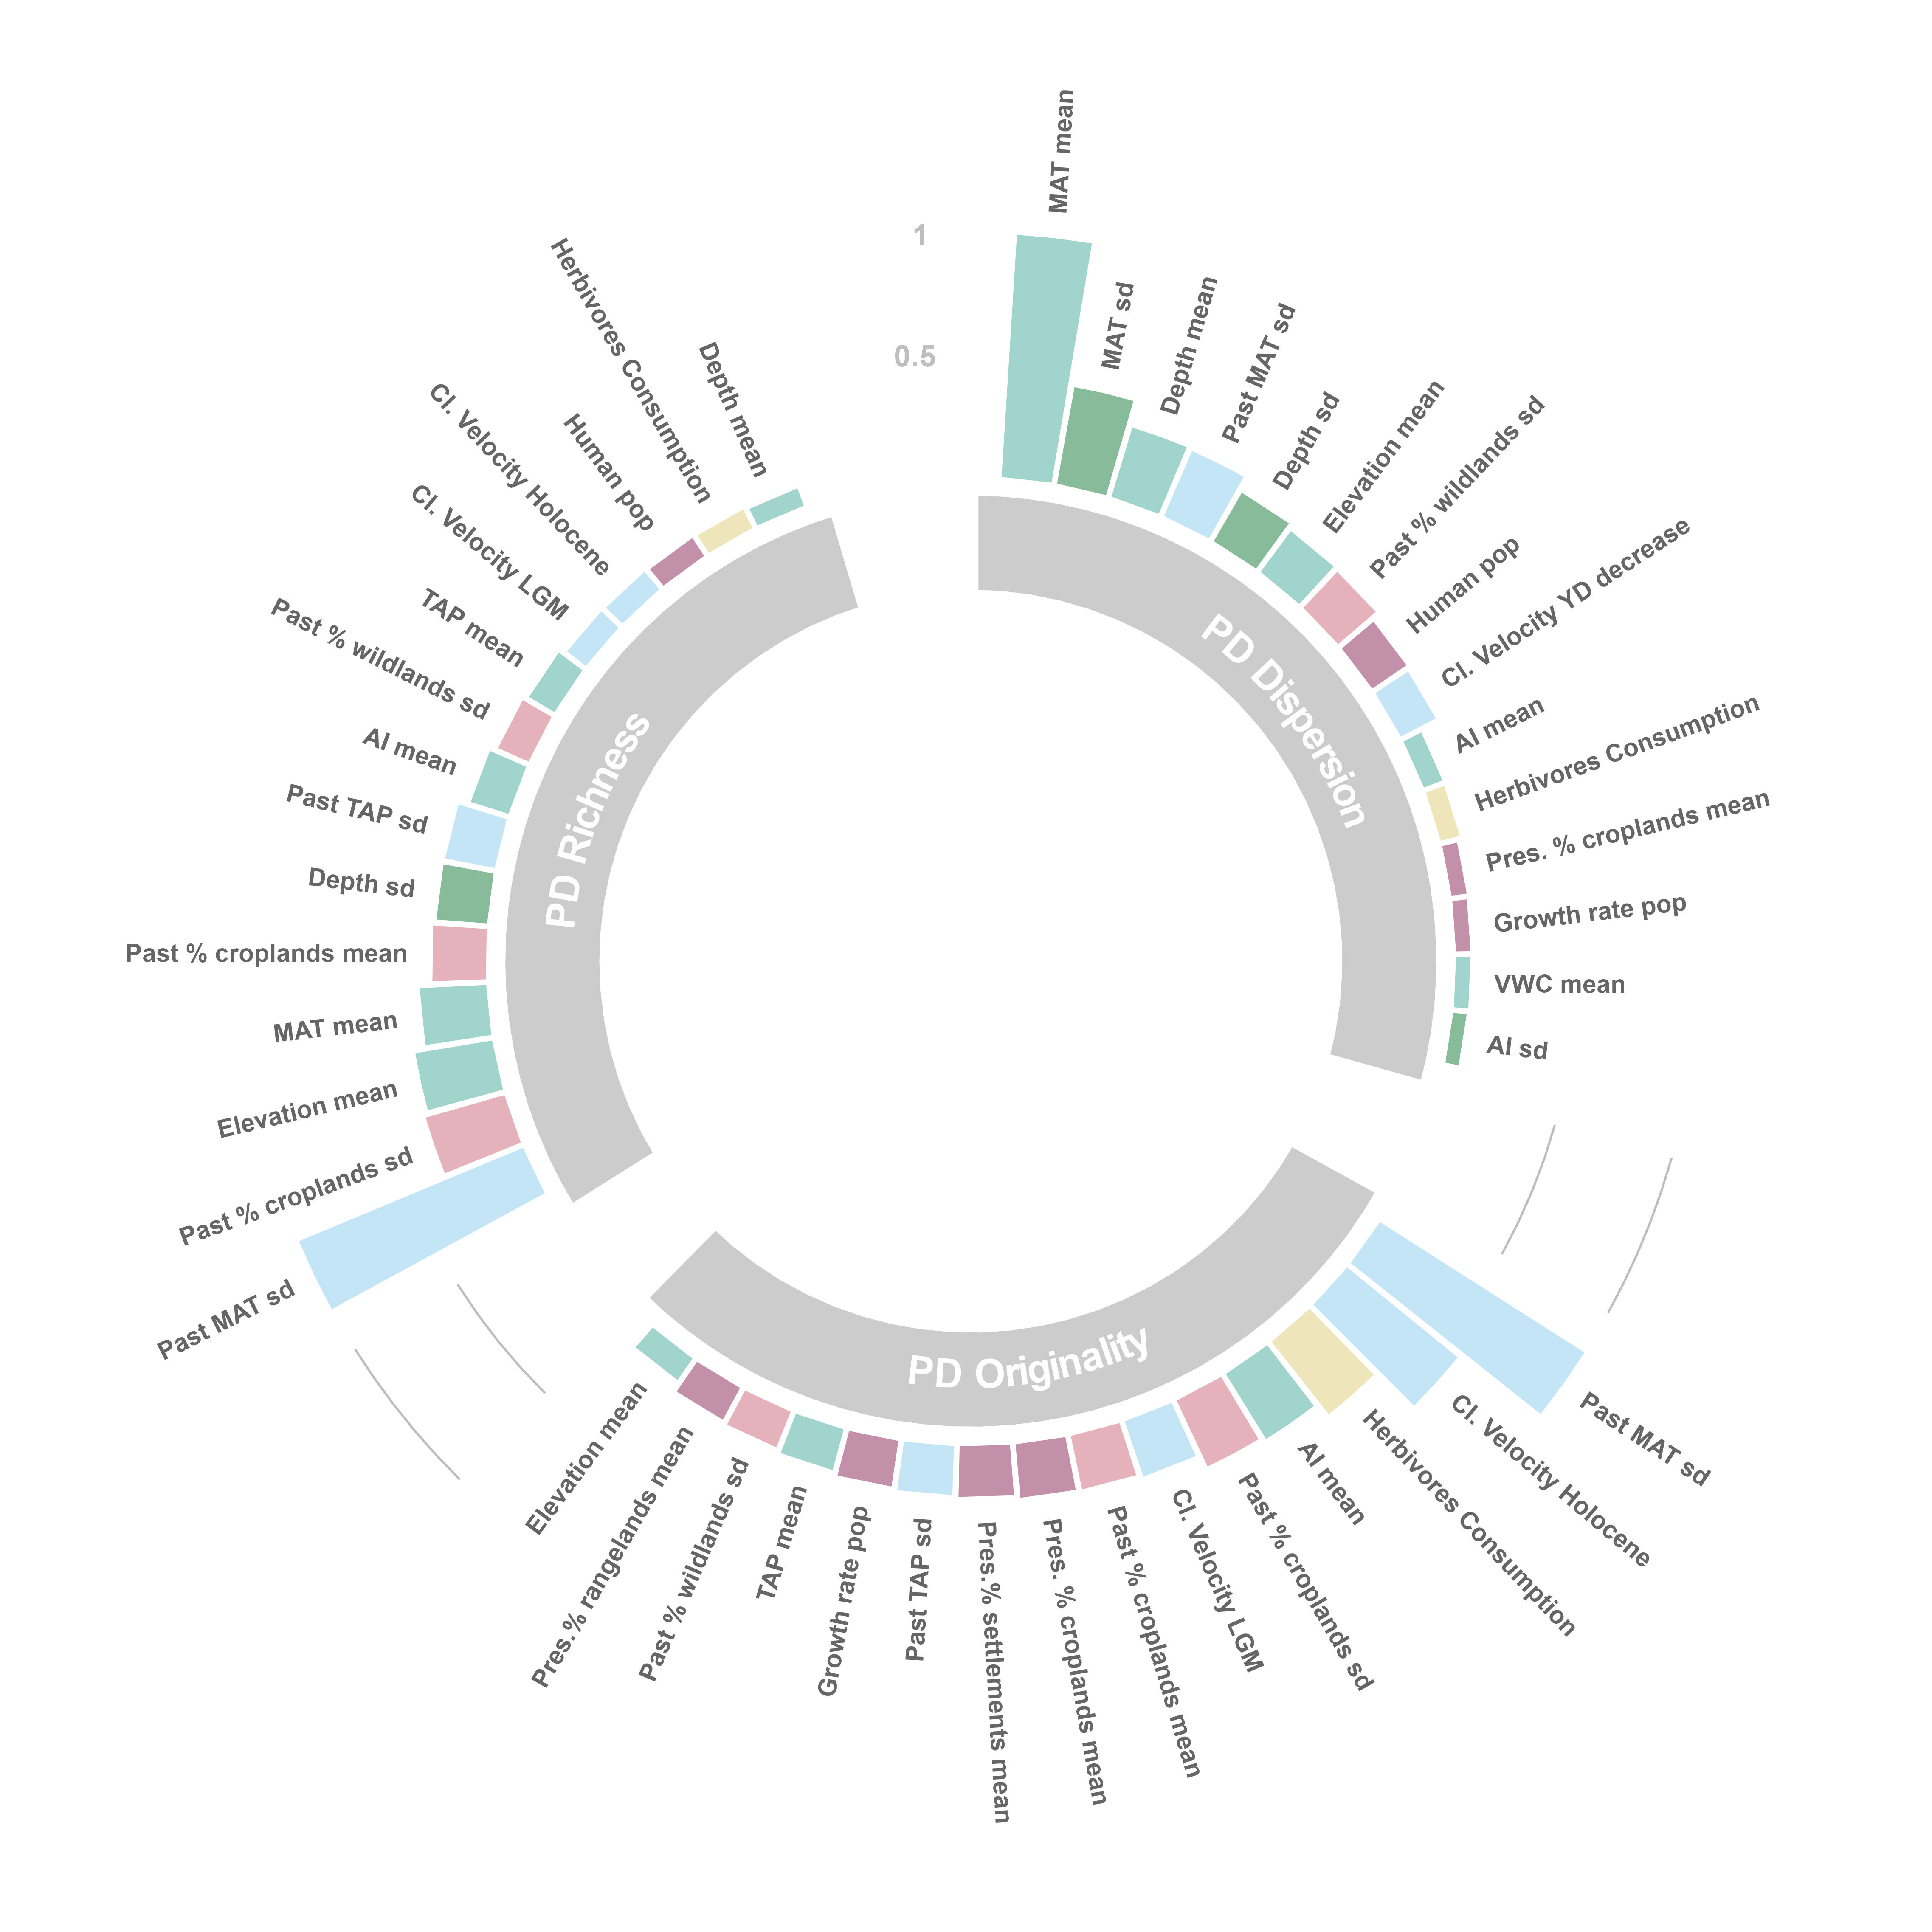 1
0.5
MAT mean
MAT sd
Depth mean
Past MAT sd
Depth sd
Elevation mean
Past % wildlands sd
Human pop
Cl. Velocity YD decrease
AI mean
Herbivores Consumption
Pres. % croplands mean
Growth rate pop
VWC mean
AI sd
PD Dispersion
Past MAT sd
Cl. Velocity Holocene
Herbivores Consumption
AI mean
Past % croplands sd
Cl. Velocity LGM
Past % croplands mean
Pres. % croplands mean
Pres.% settlements mean
Past TAP sd
Growth rate pop
TAP mean
Past % wildlands sd
Pres.% rangelands mean
Elevation mean
PD Originality
Past MAT sd
Past % croplands sd
Elevation mean
MAT mean
Past % croplands mean
Depth sd
Past TAP sd
AI mean
Past % wildlands sd
TAP mean
Cl. Velocity LGM
Cl. Velocity Holocene
Human pop
Herbivores Consumption
Depth mean
PD Richness